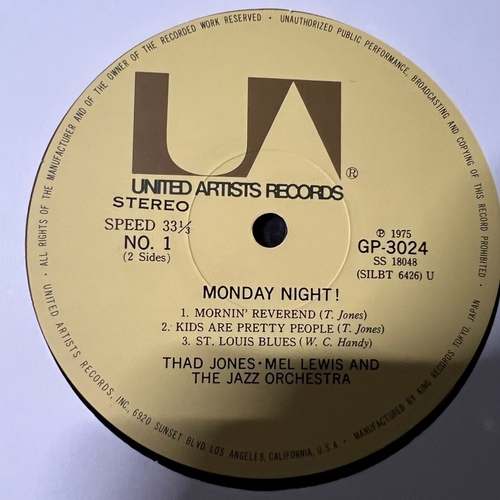 ALL RIGHTS OF THE MANUFACTURER AND OF THE OWNER OF THE RECORDED WORK RESERVED · UNAUTHORIZED PUBLIC PERFORMANCE, BROADCASTING AND COPYING OF THIS RECORD PROHIBITED ·
UA®
UNITED ARTISTS RECORDS
STEREO
SPEED 33⅓
NO. 1
(2 Sides)
℗ 1975
GP-3024
SS 18048
(SILBT 6426) U
MONDAY NIGHT!
1. MORNIN' REVEREND (T. Jones)
2. KIDS ARE PRETTY PEOPLE (T. Jones)
3. ST. LOUIS BLUES (W. C. Handy)
THAD JONES·MEL LEWIS AND
THE JAZZ ORCHESTRA
UNITED ARTISTS RECORDS, INC, 6920 SUNSET BLVD, LOS ANGELES, CALIFORNIA, U.S.A.
MANUFACTURED BY KING RECORDS TOKYO, JAPAN